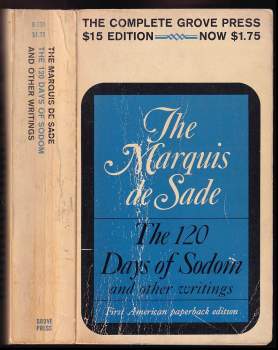 THE COMPLETE GROVE PRESS
$15 EDITION NOW $1.75
The
Marquis
de Sade
The 120
Days of Sodom
and other writings
First American paperback edition
$1.75
THE MARQUIS DE SADE
THE 120 DAYS OF SODOM
AND OTHER WRITINGS
GROVE
PRESS